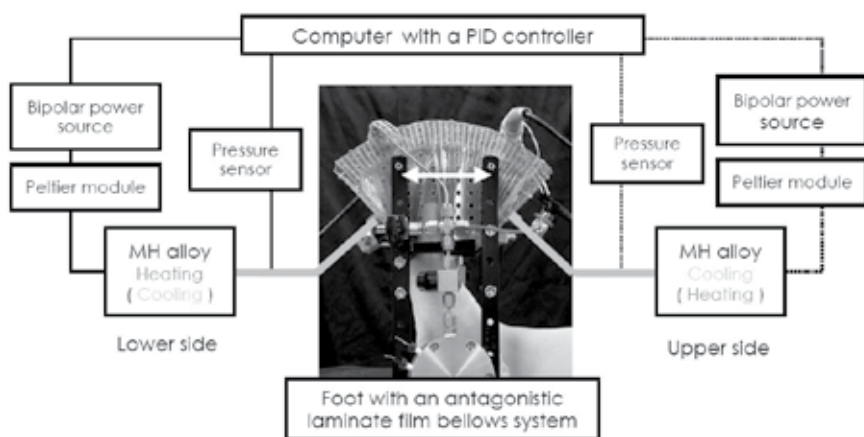 Computer with a PID controller
Bipolar power
source
Peltier module
Pressure
sensor
MH alloy
Heating
( Cooling )
Lower side
Pressure
sensor
Bipolar power
source
Peltier module
MH alloy
Cooling
( Heating )
Upper side
Foot with an antagonistic
laminate film bellows system